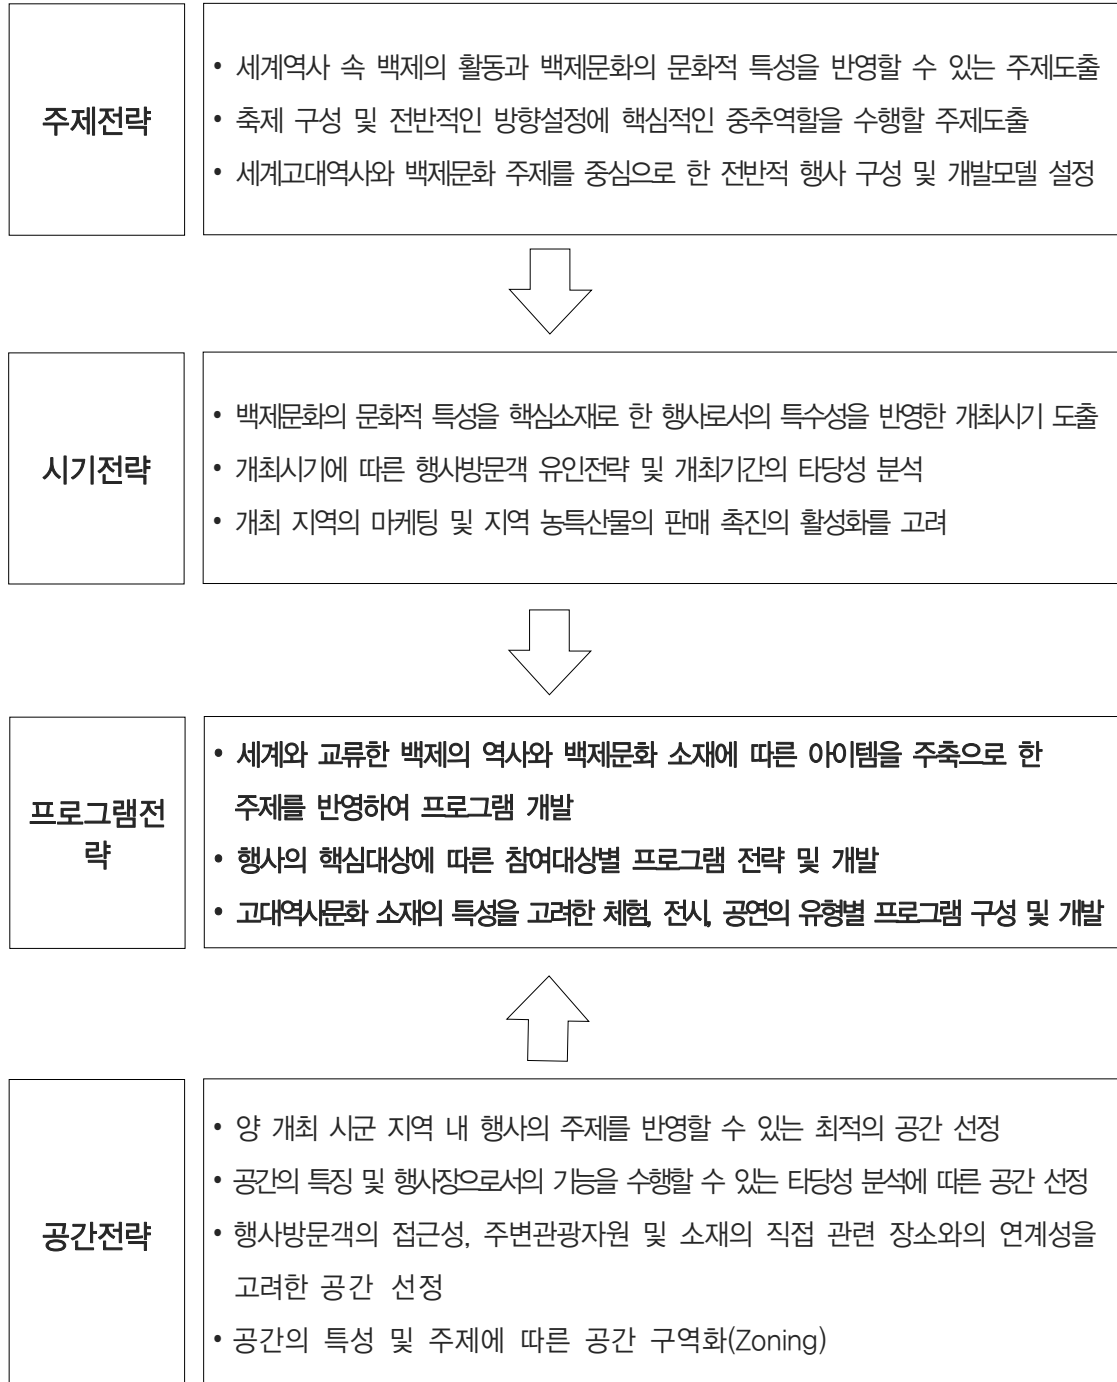 주제전략
• 세계역사 속 백제의 활동과 백제문화의 문화적 특성을 반영할 수 있는 주제도출
• 축제 구성 및 전반적인 방향설정에 핵심적인 중추역할을 수행할 주제도출
• 세계고대역사와 백제문화 주제를 중심으로 한 전반적 행사 구성 및 개발모델 설정
시기전략
• 백제문화의 문화적 특성을 핵심소재로 한 행사로서의 특수성을 반영한 개최시기 도출
• 개최시기에 따른 행사방문객 유인전략 및 개최기간의 타당성 분석
• 개최 지역의 마케팅 및 지역 농특산물의 판매 촉진의 활성화를 고려
프로그램전
략
• 세계와 교류한 백제의 역사와 백제문화 소재에 따른 아이템을 주축으로 한
주제를 반영하여 프로그램 개발
• 행사의 핵심대상에 따른 참여대상별 프로그램 전략 및 개발
• 고대역사문화 소재의 특성을 고려한 체험, 전시, 공연의 유형별 프로그램 구성 및 개발
공간전략
• 양 개최 시군 지역 내 행사의 주제를 반영할 수 있는 최적의 공간 선정
• 공간의 특징 및 행사장으로서의 기능을 수행할 수 있는 타당성 분석에 따른 공간 선정
• 행사방문객의 접근성, 주변관광자원 및 소재의 직접 관련 장소와의 연계성을
고려한 공간 선정
• 공간의 특성 및 주제에 따른 공간 구역화(Zoning)